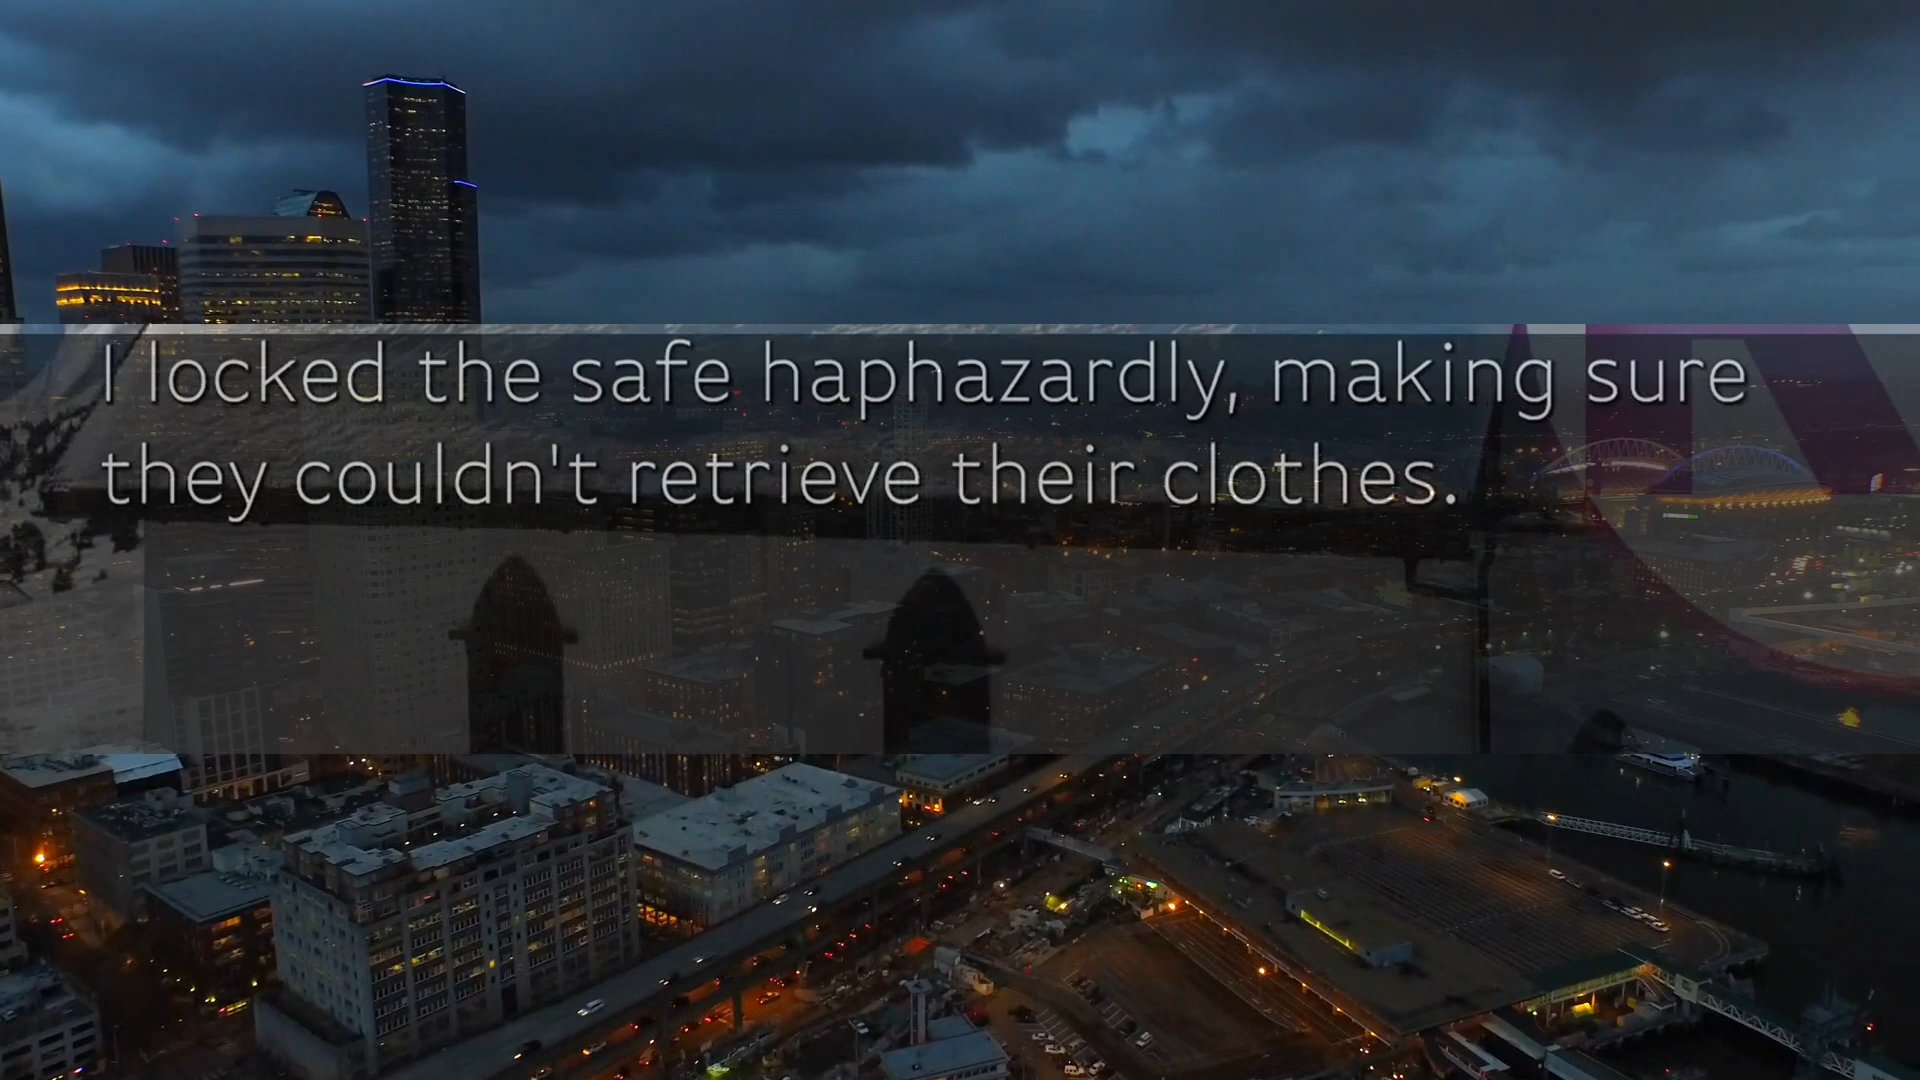 I locked the safe haphazardly, making sure
they couldn't retrieve their clothes.